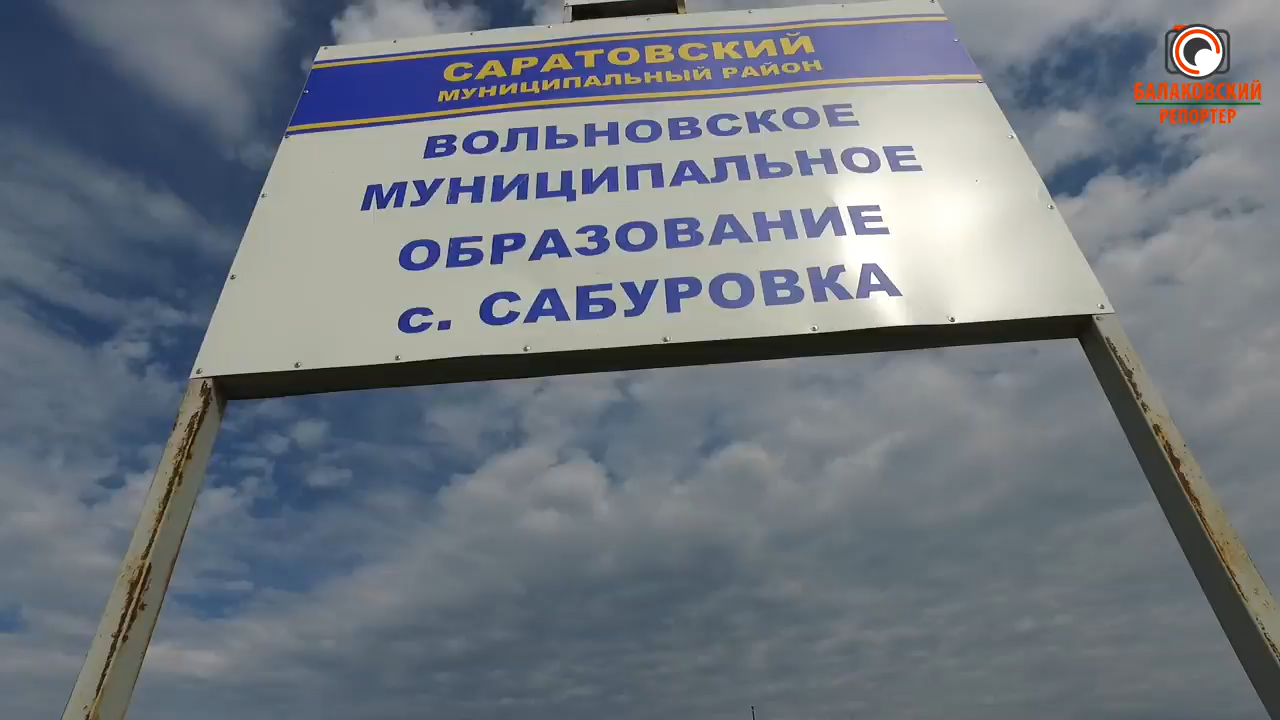 САРАТОВСКИЙ
МУНИЦИПАЛЬНЫЙ РАЙОН
ВОЛЬНОВСКОЕ
МУНИЦИПАЛЬНОЕ
ОБРАЗОВАНИЕ
с. САБУРОВКА
БАЛАКОВСКИЙ
РЕПОРТЕР